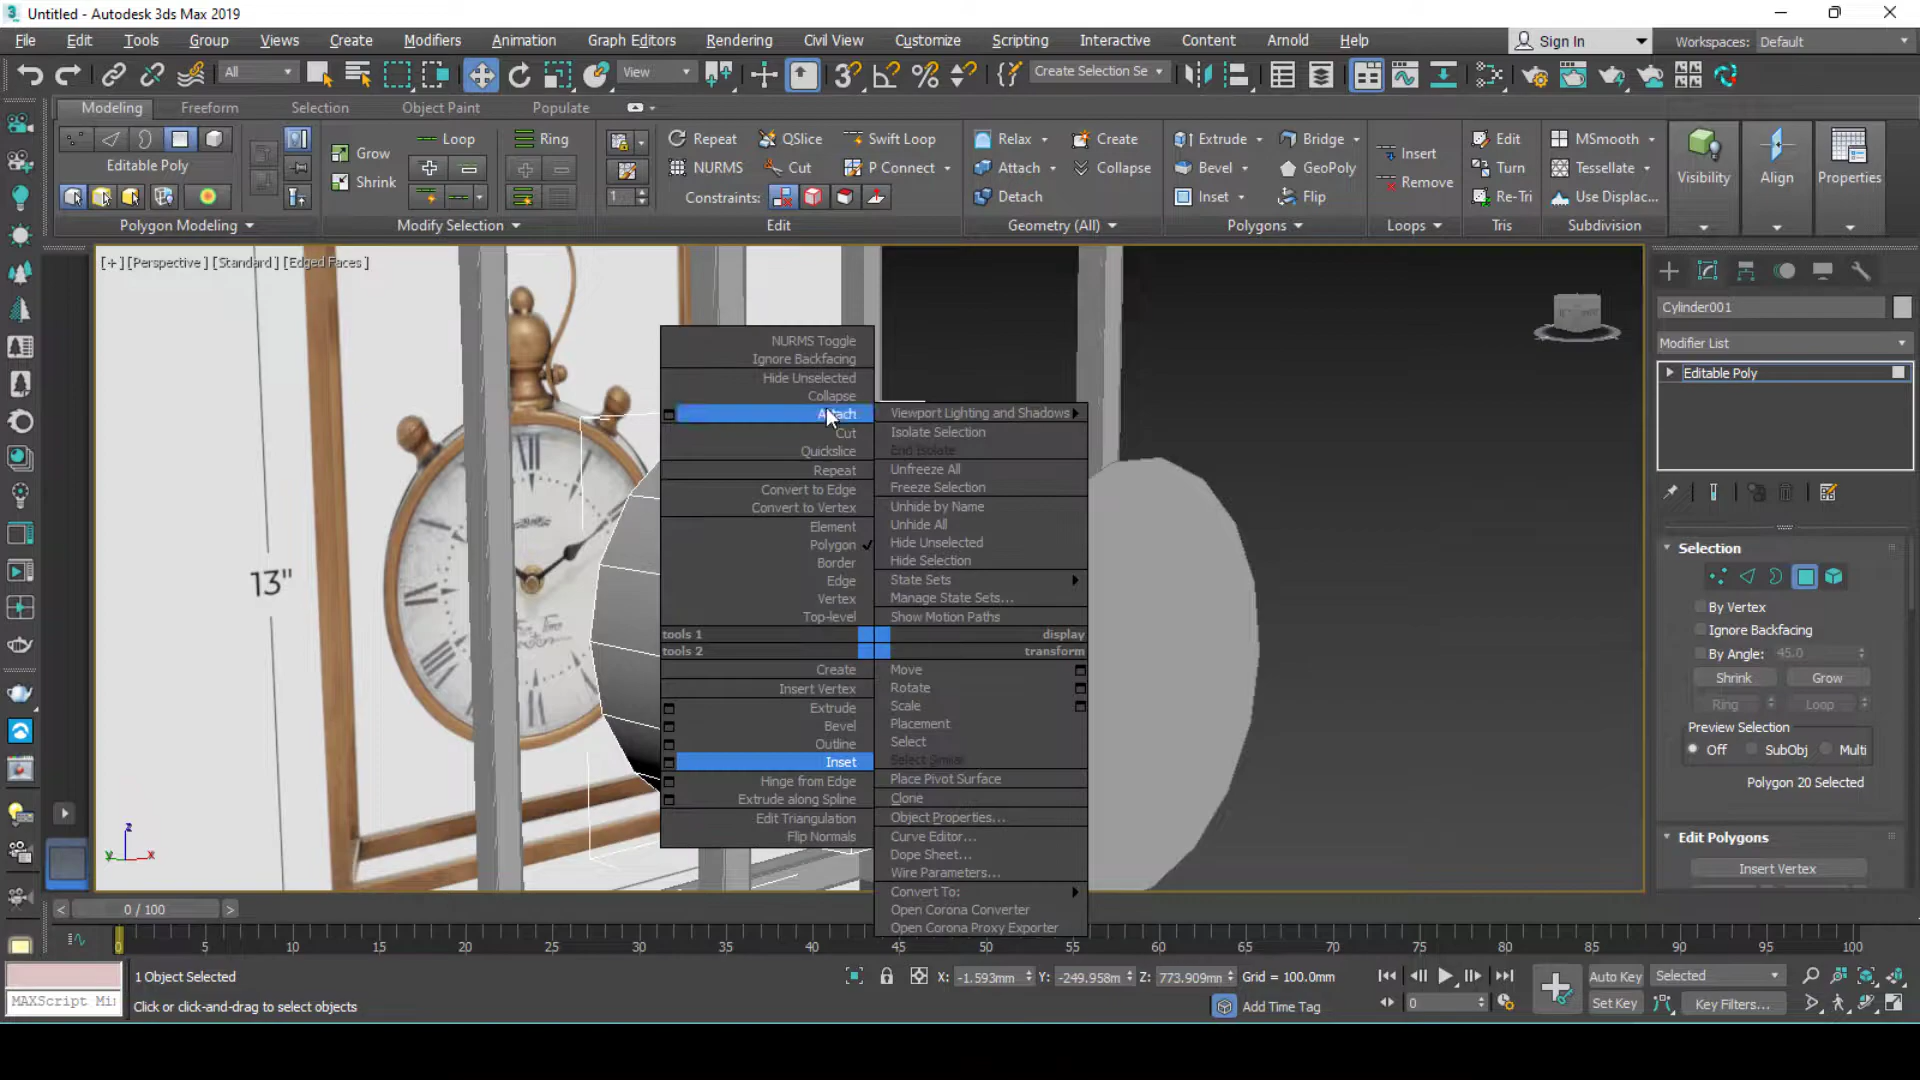 Untitled - Autodesk 3ds Max 2019
File Edit Tools Group Views Create Modifiers Animation Graph Editors Rendering Civil View Customize Scripting Interactive Content Arnold Help Sign In Workspaces: Default
All View Create Selection Se
Modeling Freeform Selection Object Paint Populate
Loop Ring Repeat QSlice Swift Loop Relax Create Extrude Bridge Edit MSmooth
Editable Poly Grow NURMS Cut P Connect Attach Collapse Bevel GeoPoly Insert Turn Tessellate Visibility Align Properties
Shrink 1 Constraints: Detach Inset Flip Remove Re-Tri Use Displac...
Polygon Modeling Modify Selection Edit Geometry (All) Polygons Loops Tris Subdivision
[+] [Perspective] [Standard] [Edged Faces]
13"
NURMS Toggle
Ignore Backfacing
Hide Unselected
Collapse
Attach
Cut
Quickslice
Repeat
Convert to Edge
Convert to Vertex
Element
Polygon
Border
Edge
Vertex
Top-level
tools 1
tools 2
Create
Insert Vertex
Extrude
Bevel
Outline
Inset
Hinge from Edge
Extrude along Spline
Edit Triangulation
Flip Normals
Viewport Lighting and Shadows
Isolate Selection
End Isolate
Unfreeze All
Freeze Selection
Unhide by Name
Unhide All
Hide Unselected
Hide Selection
State Sets
Manage State Sets...
Show Motion Paths
display
transform
Move
Rotate
Scale
Placement
Select
Select Similar
Place Pivot Surface
Clone
Object Properties...
Curve Editor...
Dope Sheet...
Wire Parameters...
Convert To:
Open Corona Converter
Open Corona Proxy Exporter
Cylinder001
Modifier List
Editable Poly
Selection
By Vertex
Ignore Backfacing
By Angle: 45.0
Shrink Grow
Ring Loop
Preview Selection
Off SubObj Multi
Polygon 20 Selected
Edit Polygons
Insert Vertex
< 0 / 100 >
0 5 10 15 20 25 30 35 40 45 50 55 60 65 70 75 80 85 90 95 100
1 Object Selected X: -1.593mm Y: -249.958mm Z: 773.909mm Grid = 100.0mm Auto Key Selected
MAXScript Mi Click or click-and-drag to select objects Add Time Tag 0 Set Key Key Filters...